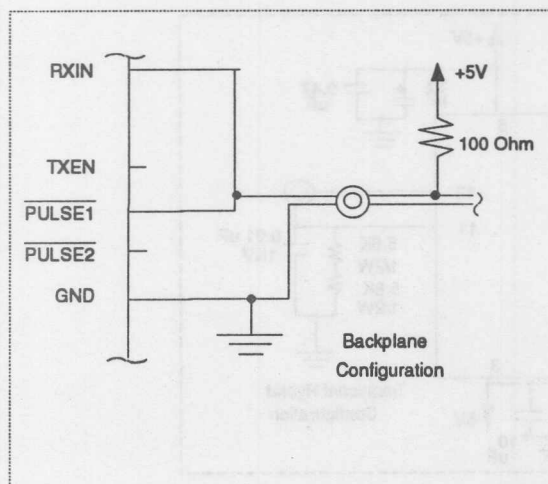 RXIN
+5V
100 Ohm
TXEN
PULSE1
PULSE2
GND
Backplane
Configuration